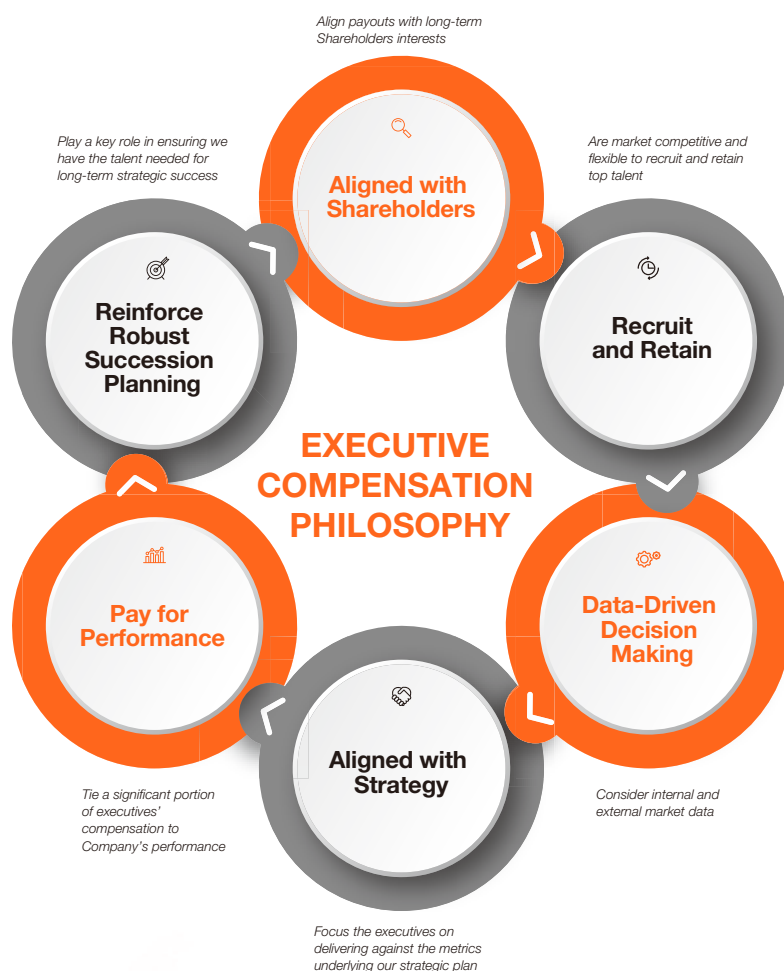 Align payouts with long-term
Shareholders interests
Aligned with
Shareholders
Are market competitive and
flexible to recruit and retain
top talent
Recruit
and Retain
Data-Driven
Decision
Making
Consider internal and
external market data
Aligned with
Strategy
Focus the executives on
delivering against the metrics
underlying our strategic plan
Pay for
Performance
Tie a significant portion
of executives’
compensation to
Company’s performance
Play a key role in ensuring we
have the talent needed for
long-term strategic success
Reinforce
Robust
Succession
Planning
EXECUTIVE
COMPENSATION
PHILOSOPHY